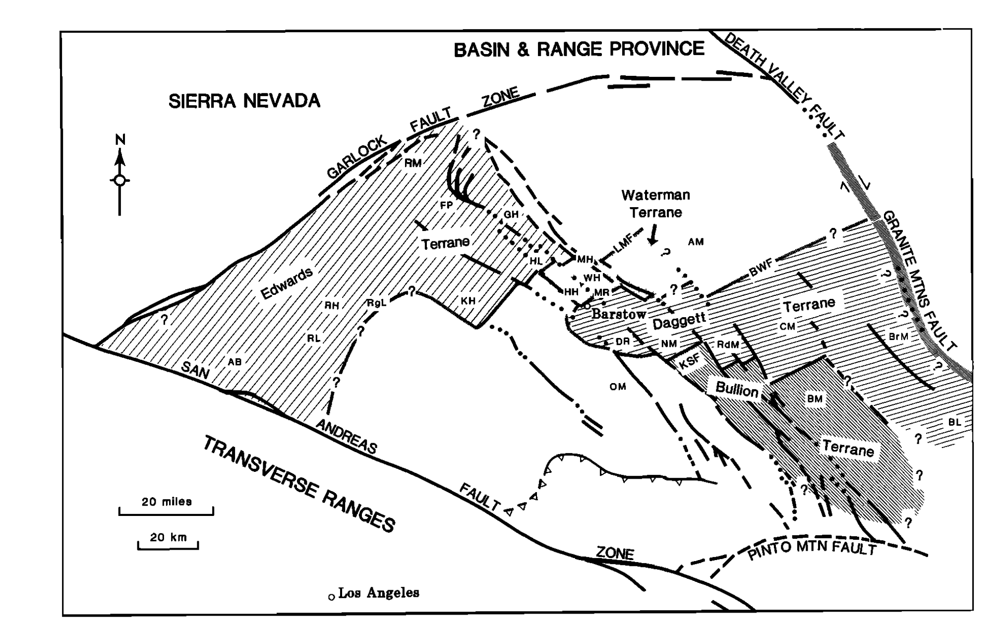 BASIN & RANGE PROVINCE
DEATH VALLEY FAULT
SIERRA NEVADA
GARLOCK FAULT ZONE
N
?
RM
Waterman
Terrane
FP
GH
GRANITE MTNS FAULT
?
Terrane
LMF
AM
?
HL
MH
BWF
WH
?
Edwards
?
HH
MR
?
Terrane
RH
RgL
KH
Barstow
?
?
Daggett
CM
?
RL
DR
NM
RdM
BrM
AB
KSF
?
SAN ANDREAS FAULT ZONE
?
OM
Bullion
BM
?
BL
?
Terrane
TRANSVERSE RANGES
?
?
20 miles
?
20 km
PINTO MTN FAULT
Los Angeles